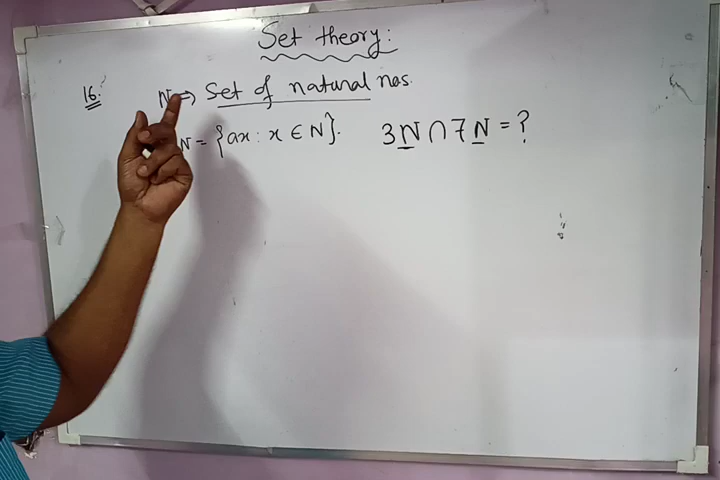 Set theory:
16. N ⇒ Set of natural nos.
N = {ax : x ∈ N}. 3N ∩ 7N = ?